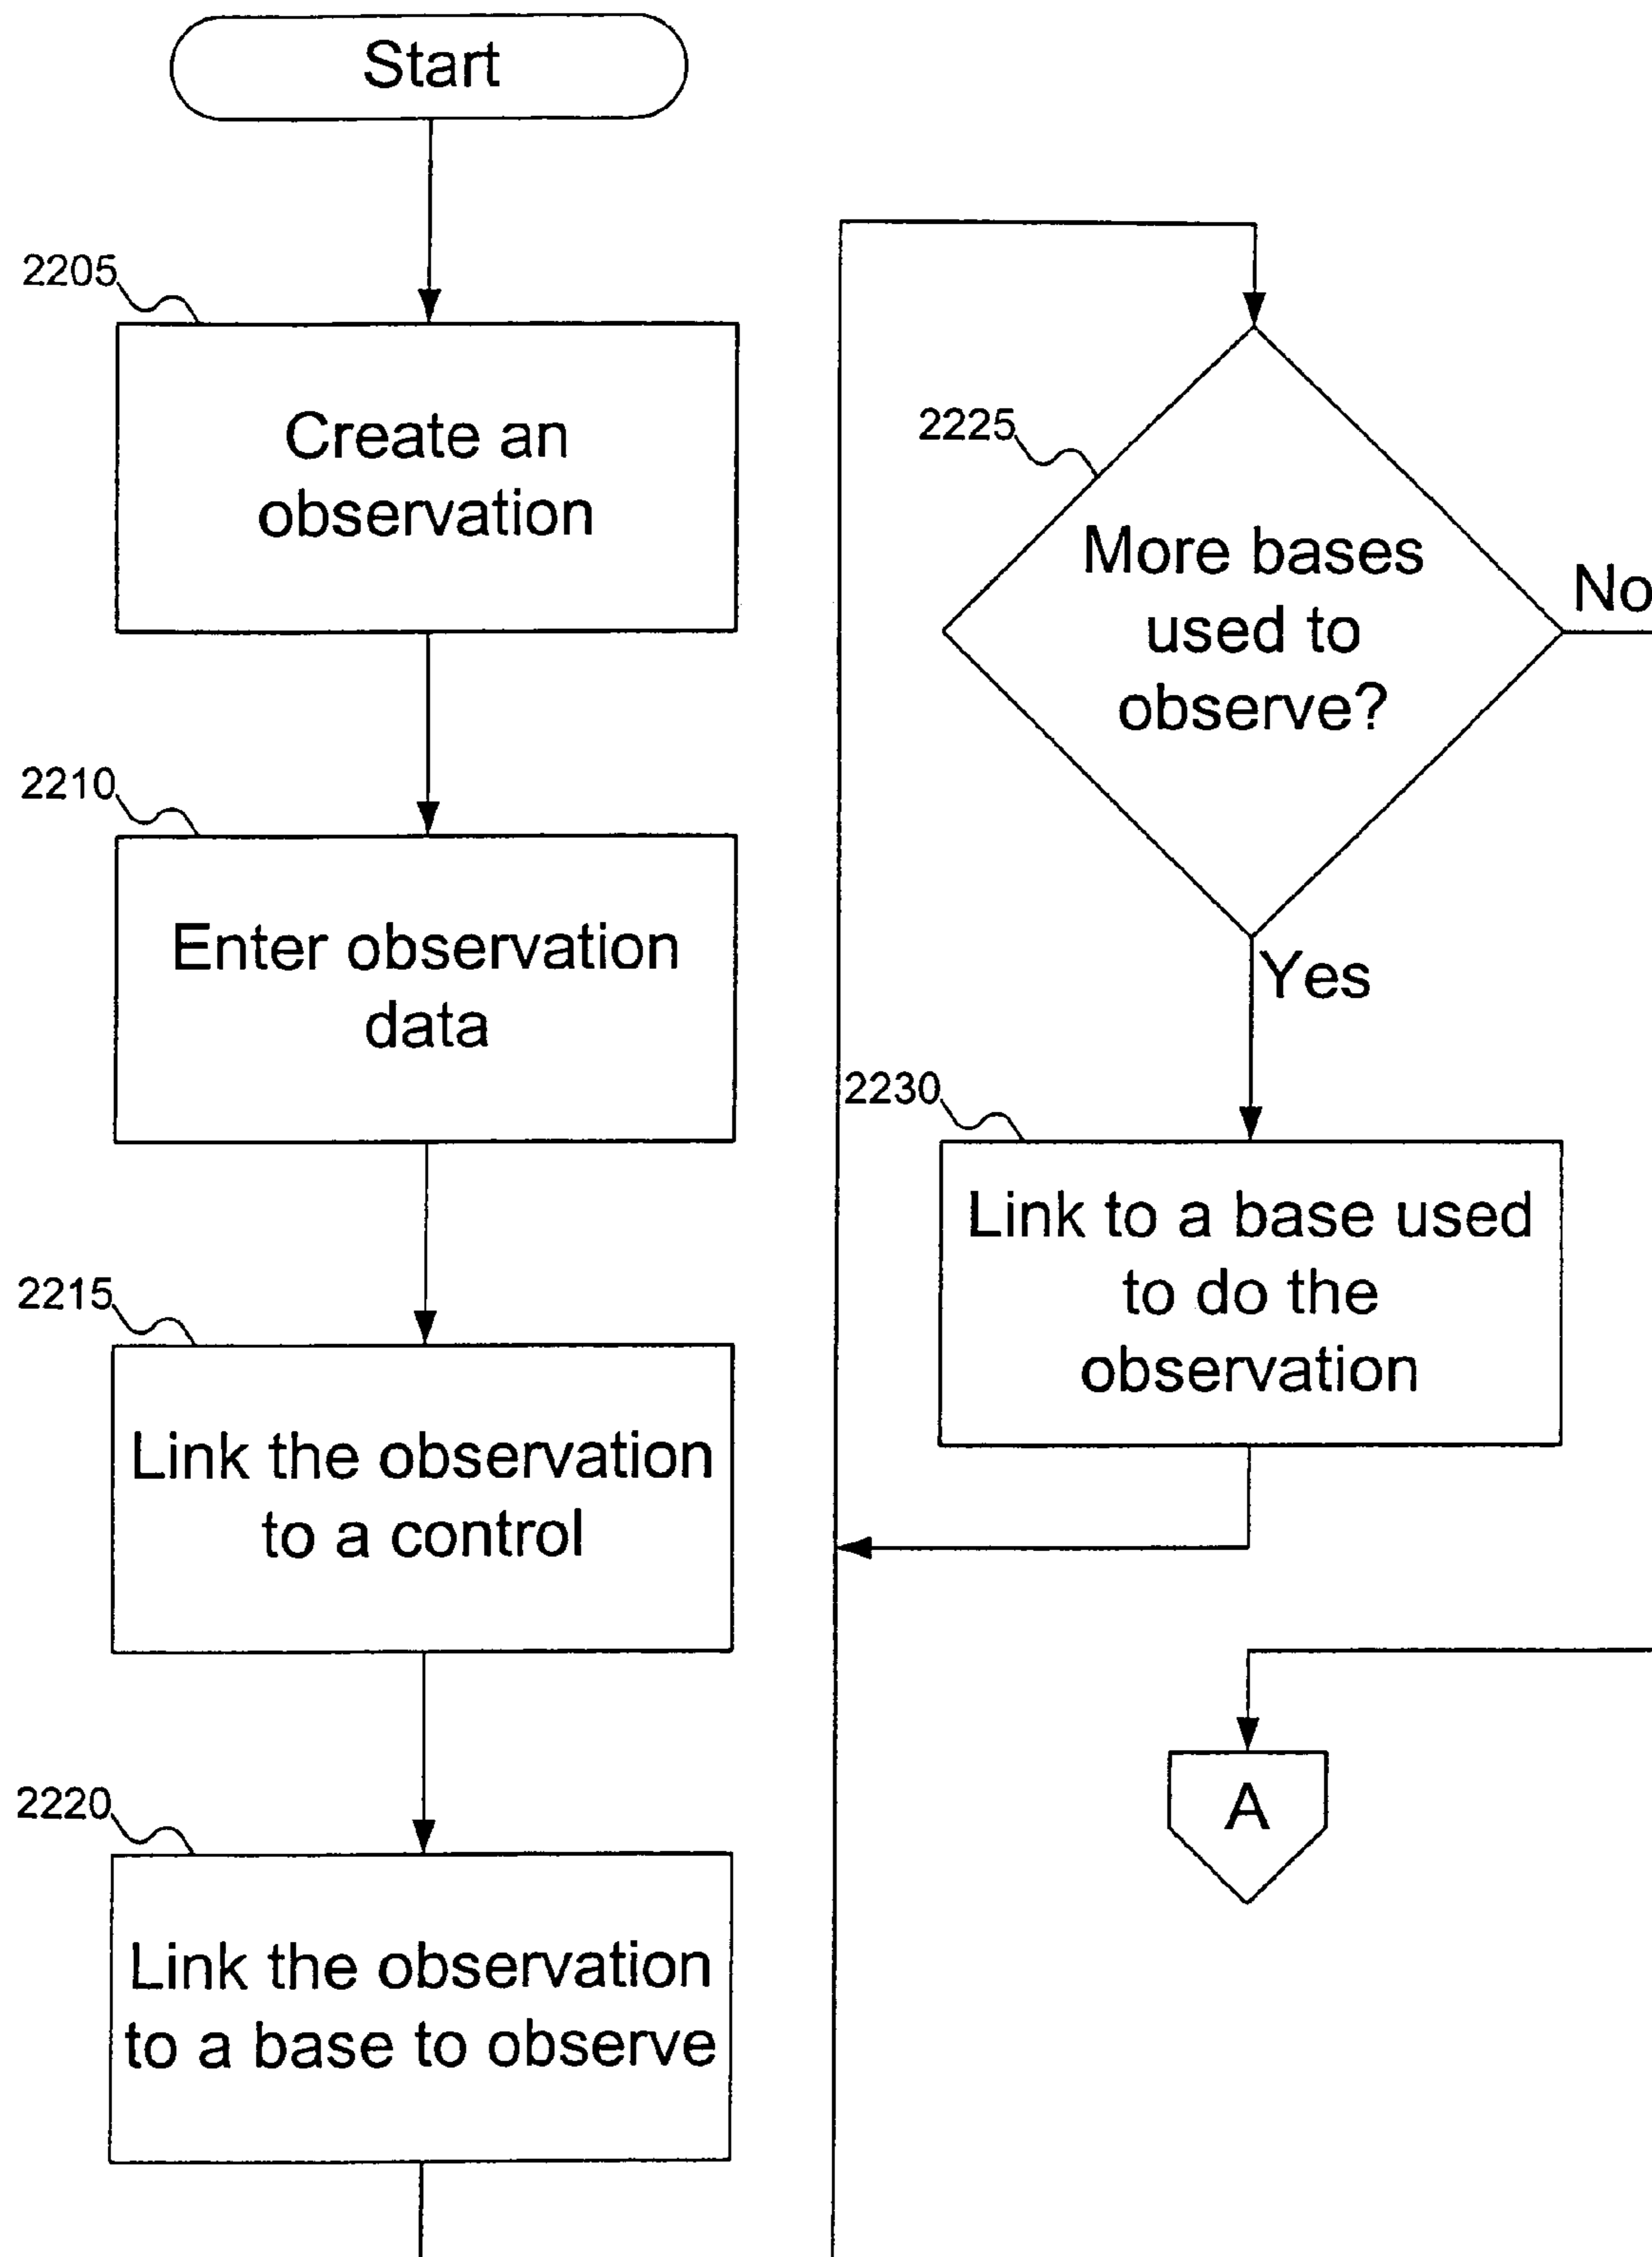 Start
2205
Create an
observation
2210
Enter observation
data
2215
Link the observation
to a control
2220
Link the observation
to a base to observe
2225
More bases
used to
observe?
No
Yes
2230
Link to a base used
to do the
observation
A